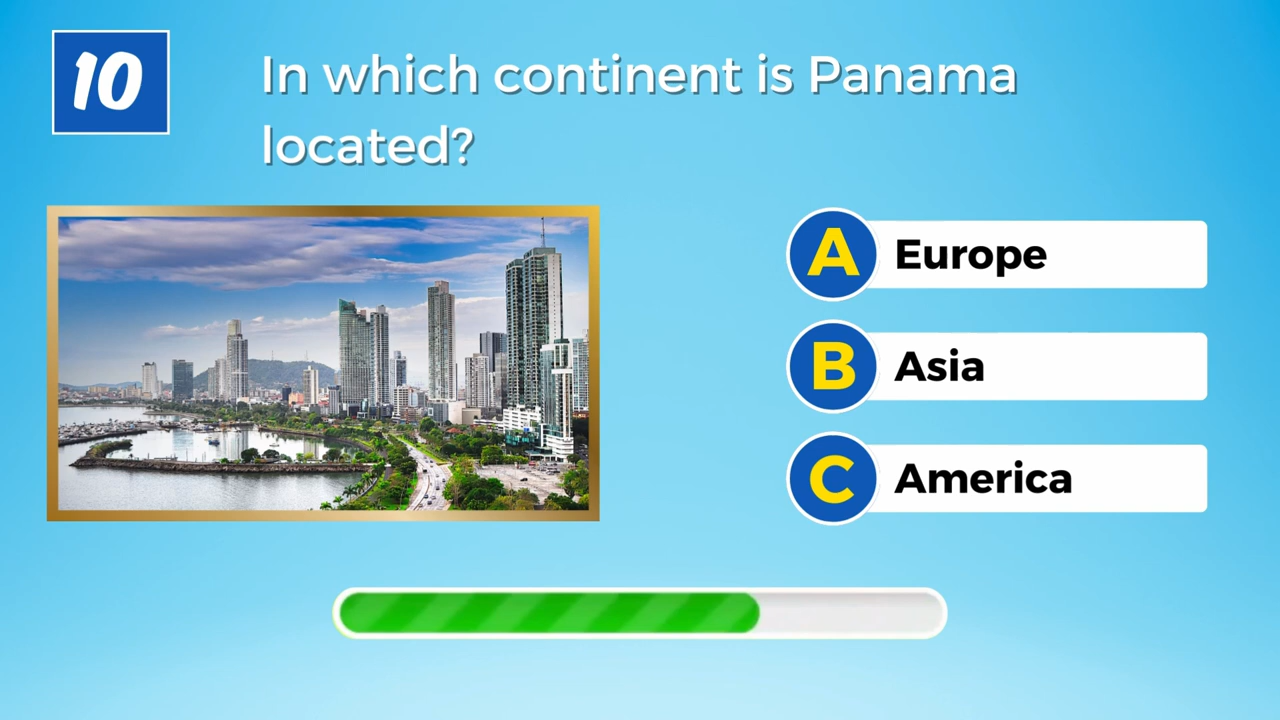 10
In which continent is Panama
located?
A Europe
B Asia
C America